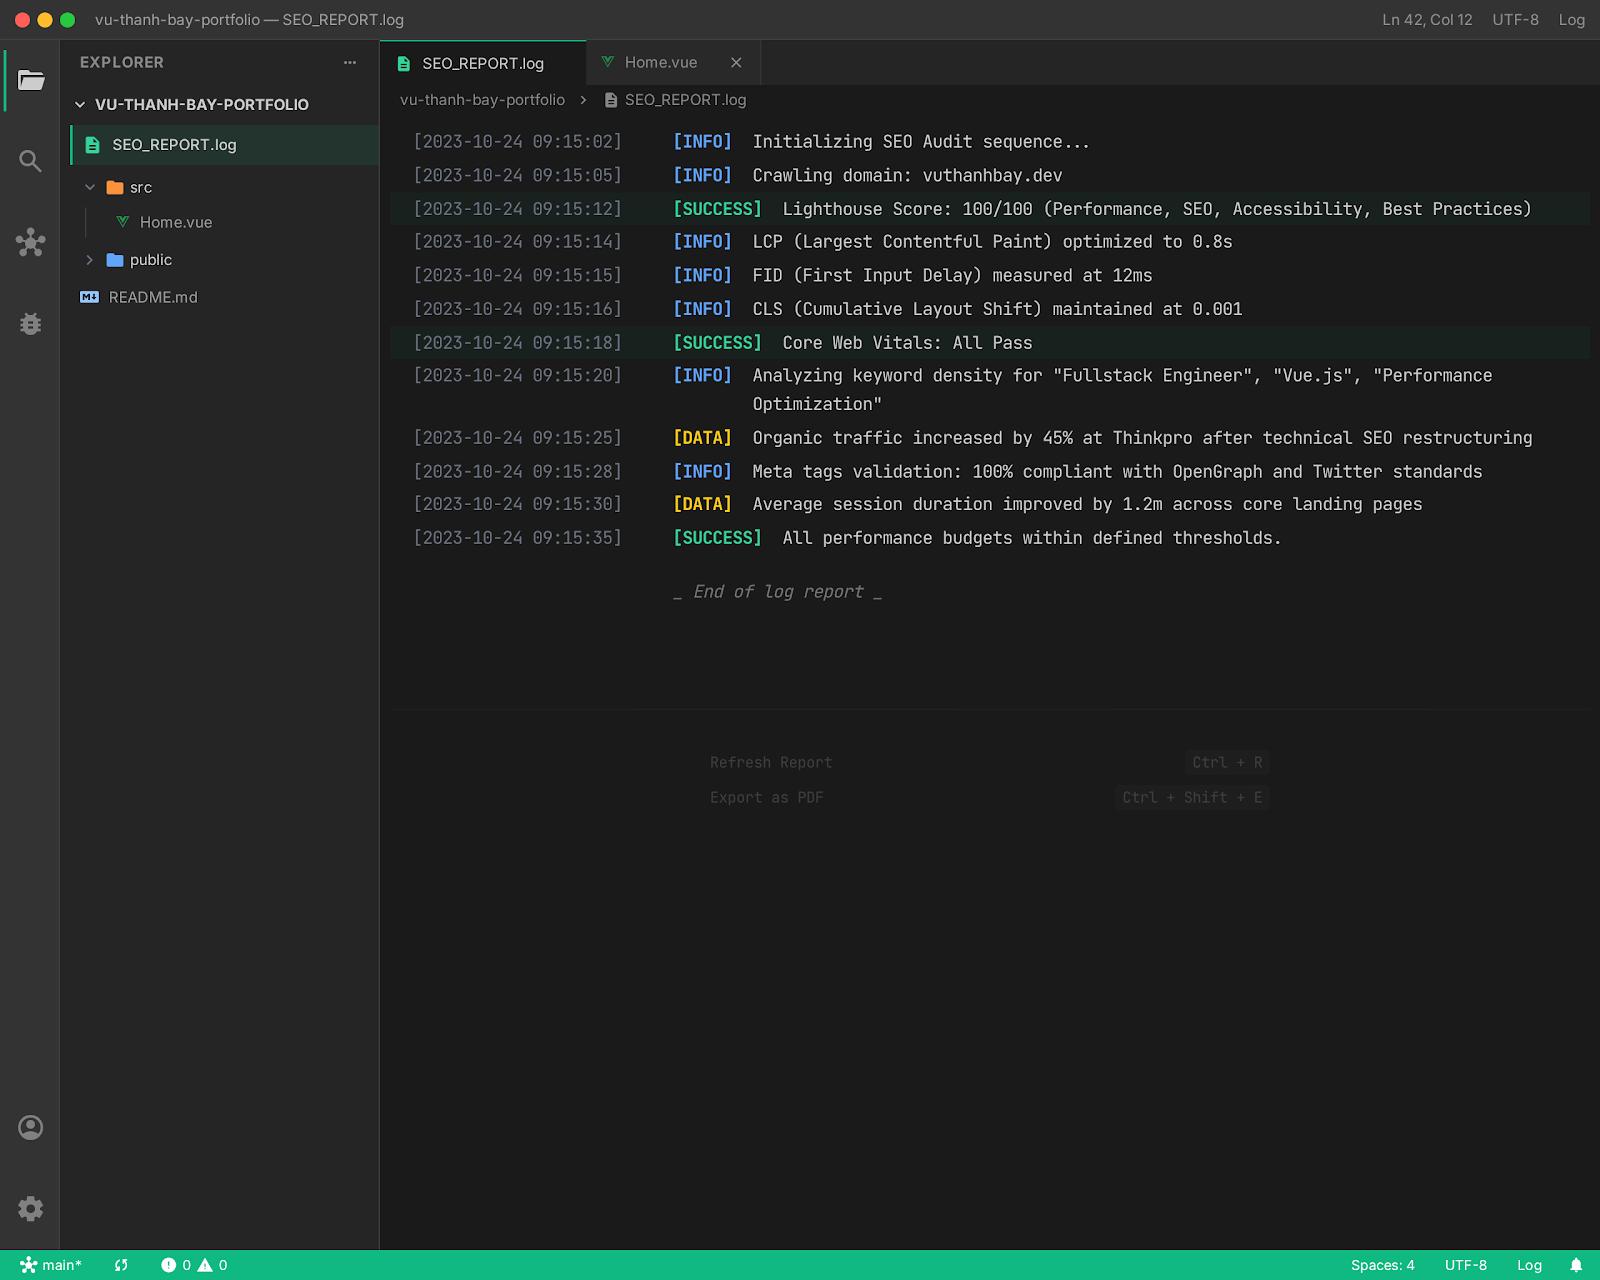 vu-thanh-bay-portfolio — SEO_REPORT.log
Ln 42, Col 12 UTF-8 Log
EXPLORER
VU-THANH-BAY-PORTFOLIO
SEO_REPORT.log
src
Home.vue
public
README.md
SEO_REPORT.log
Home.vue
vu-thanh-bay-portfolio > SEO_REPORT.log
[2023-10-24 09:15:02] [INFO] Initializing SEO Audit sequence...
[2023-10-24 09:15:05] [INFO] Crawling domain: vuthanhbay.dev
[2023-10-24 09:15:12] [SUCCESS] Lighthouse Score: 100/100 (Performance, SEO, Accessibility, Best Practices)
[2023-10-24 09:15:14] [INFO] LCP (Largest Contentful Paint) optimized to 0.8s
[2023-10-24 09:15:15] [INFO] FID (First Input Delay) measured at 12ms
[2023-10-24 09:15:16] [INFO] CLS (Cumulative Layout Shift) maintained at 0.001
[2023-10-24 09:15:18] [SUCCESS] Core Web Vitals: All Pass
[2023-10-24 09:15:20] [INFO] Analyzing keyword density for "Fullstack Engineer", "Vue.js", "Performance
Optimization"
[2023-10-24 09:15:25] [DATA] Organic traffic increased by 45% at Thinkpro after technical SEO restructuring
[2023-10-24 09:15:28] [INFO] Meta tags validation: 100% compliant with OpenGraph and Twitter standards
[2023-10-24 09:15:30] [DATA] Average session duration improved by 1.2m across core landing pages
[2023-10-24 09:15:35] [SUCCESS] All performance budgets within defined thresholds.
_ End of log report _
Refresh Report Ctrl + R
Export as PDF Ctrl + Shift + E
main* 0 0
Spaces: 4 UTF-8 Log